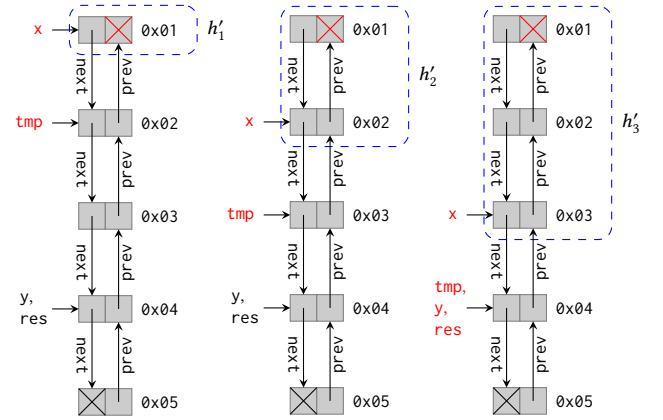 x 0x01 h′₁
next prev
tmp 0x02
next prev
0x03
next prev
y,
res 0x04
next prev
0x05
0x01
next prev h′₂
x 0x02
next prev
tmp 0x03
next prev
y,
res 0x04
next prev
0x05
0x01
next prev
0x02 h′₃
next prev
x 0x03
next prev
tmp,
y, 0x04
res
next prev
0x05